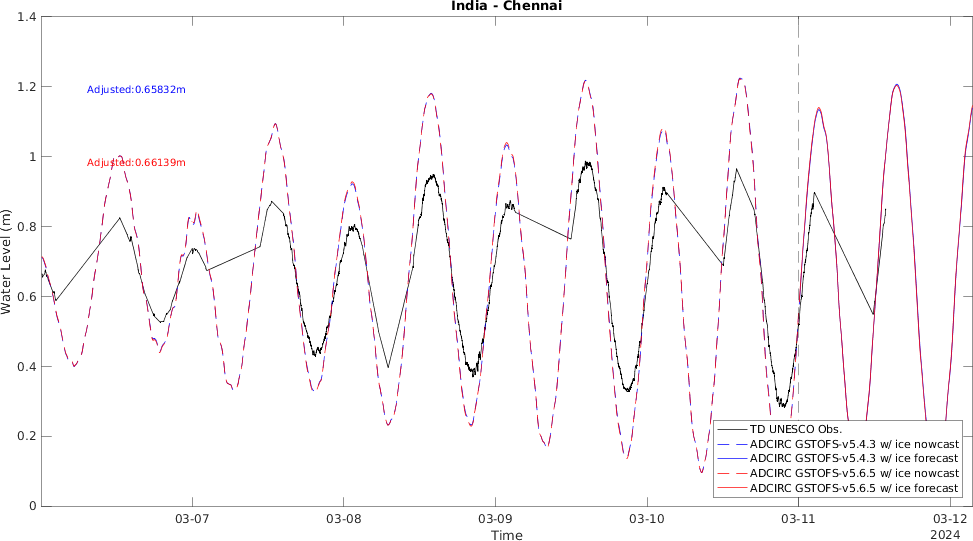 India - Chennai
1.4
1.2
1
0.8
0.6
0.4
0.2
0
Water Level (m)
Adjusted:0.65832m
Adjusted:0.66139m
TD UNESCO Obs.
ADCIRC GSTOFS-v5.4.3 w/ ice nowcast
ADCIRC GSTOFS-v5.4.3 w/ ice forecast
ADCIRC GSTOFS-v5.6.5 w/ ice nowcast
ADCIRC GSTOFS-v5.6.5 w/ ice forecast
03-07 03-08 03-09 03-10 03-11 03-12
Time
2024